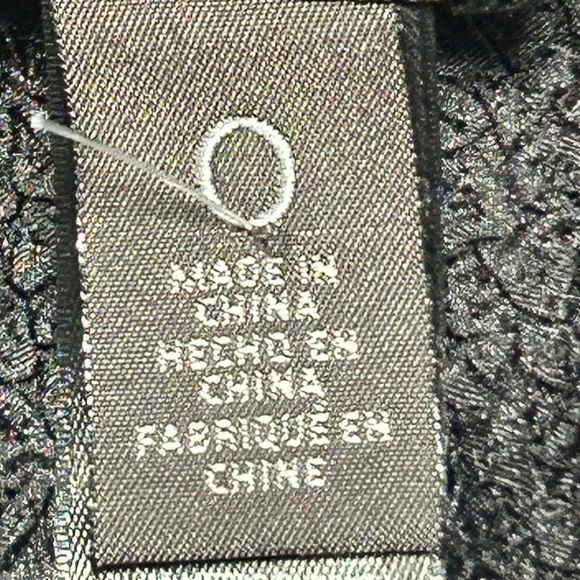 0
MADE IN
CHINA
HECHO EN
CHINA
FABRIQUE EN
CHINE